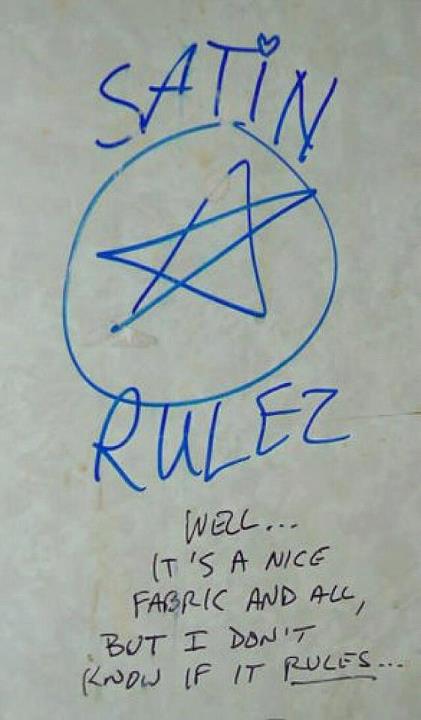 SATiN
RULEZ
WELL...
IT'S A NICE
FABRIC AND ALL,
BUT I DON'T
KNOW IF IT RULES...